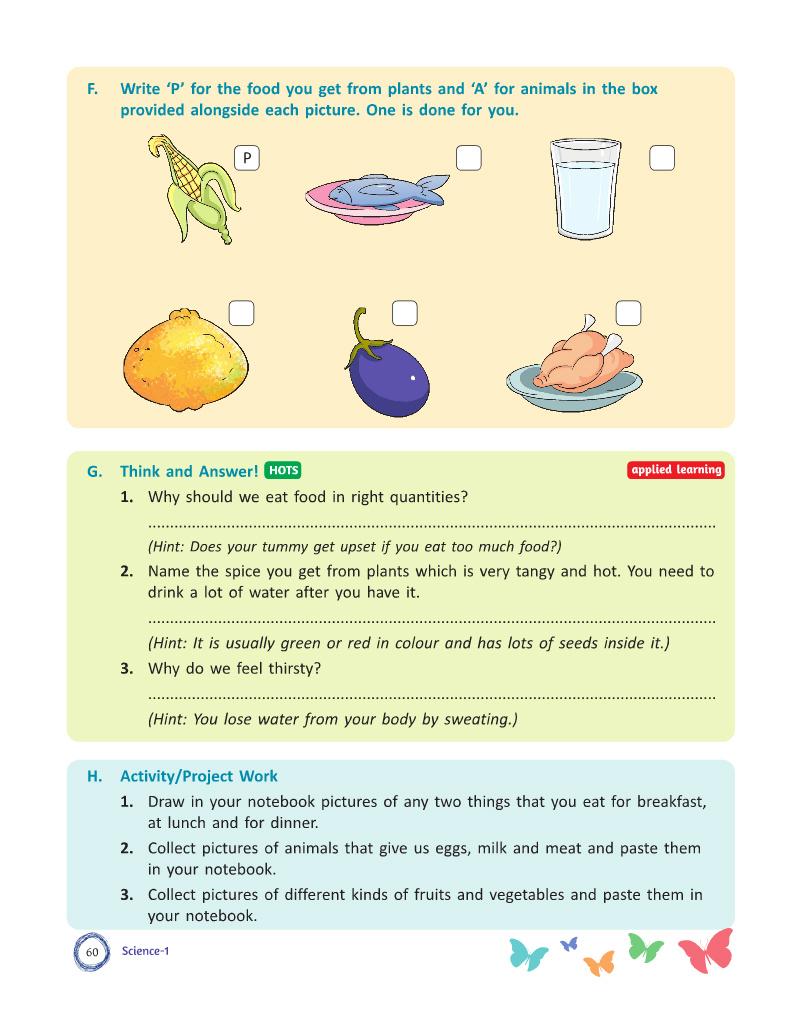 F. Write ‘P’ for the food you get from plants and ‘A’ for animals in the box
provided alongside each picture. One is done for you.
P
G. Think and Answer! HOTS applied learning
1. Why should we eat food in right quantities?
..................................................................................................................................
(Hint: Does your tummy get upset if you eat too much food?)
2. Name the spice you get from plants which is very tangy and hot. You need to
drink a lot of water after you have it.
..................................................................................................................................
(Hint: It is usually green or red in colour and has lots of seeds inside it.)
3. Why do we feel thirsty?
..................................................................................................................................
(Hint: You lose water from your body by sweating.)
H. Activity/Project Work
1. Draw in your notebook pictures of any two things that you eat for breakfast,
at lunch and for dinner.
2. Collect pictures of animals that give us eggs, milk and meat and paste them
in your notebook.
3. Collect pictures of different kinds of fruits and vegetables and paste them in
your notebook.
60 Science-1